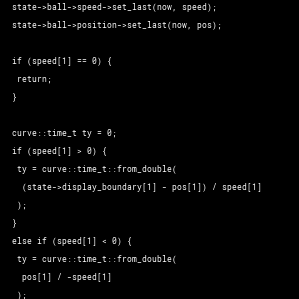 state->ball->speed->set_last(now, speed);
state->ball->position->set_last(now, pos);

if (speed[1] == 0) {
 return;
}

curve::time_t ty = 0;
if (speed[1] > 0) {
 ty = curve::time_t::from_double(
  (state->display_boundary[1] - pos[1]) / speed[1]
 );
}
else if (speed[1] < 0) {
 ty = curve::time_t::from_double(
  pos[1] / -speed[1]
 );